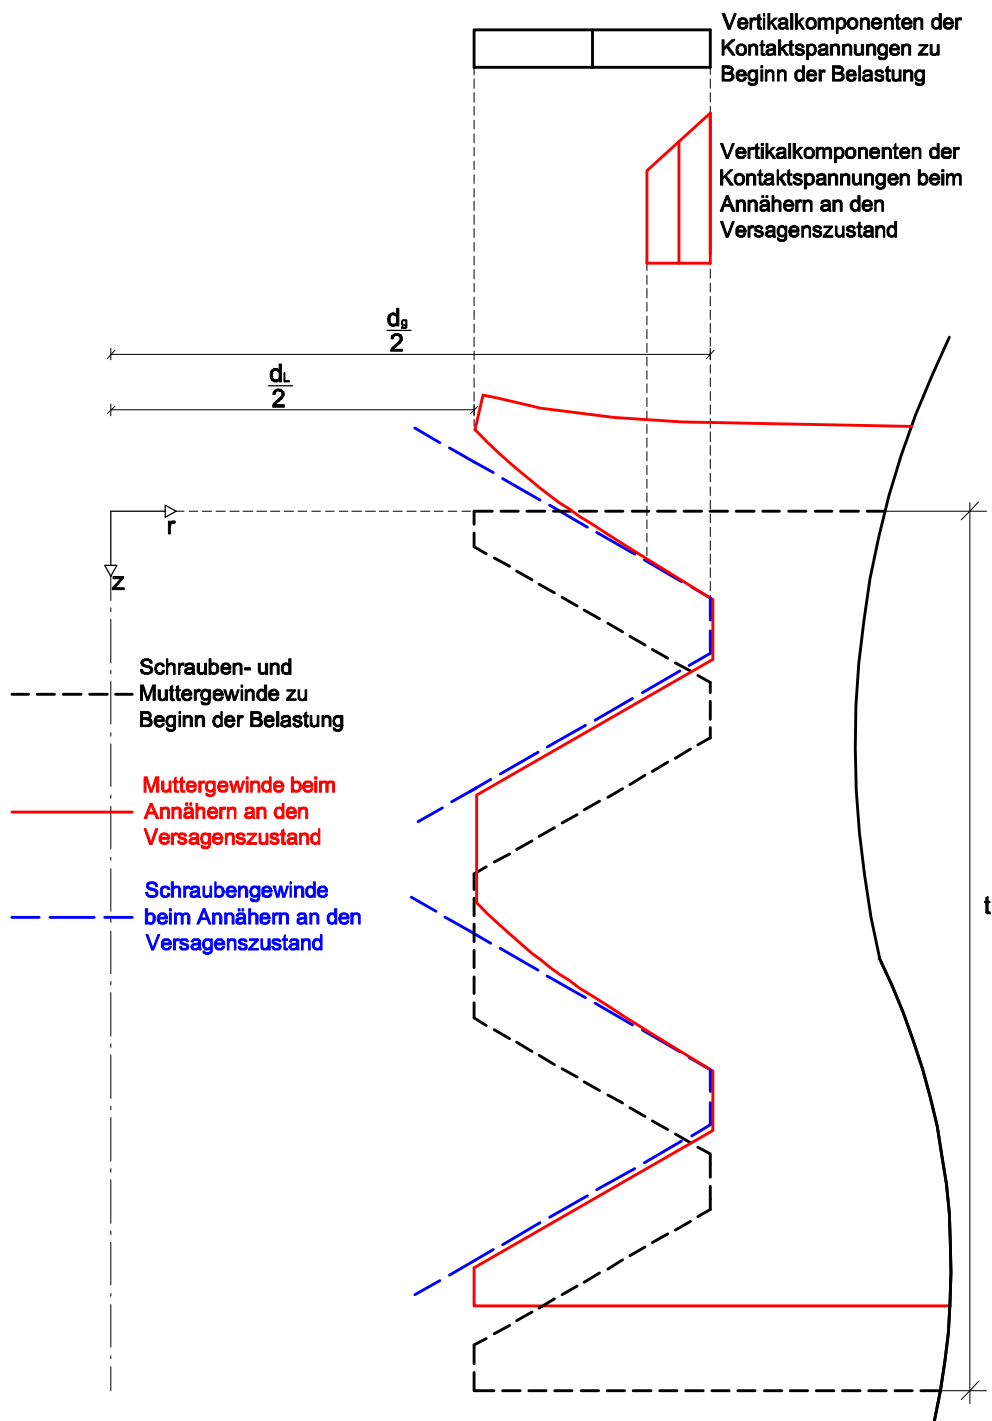 Vertikalkomponenten der
Kontaktspannungen zu
Beginn der Belastung
Vertikalkomponenten der
Kontaktspannungen beim
Annähern an den
Versagenszustand
dg
2
dL
2
r
z
Schrauben- und
Muttergewinde zu
Beginn der Belastung
Muttergewinde beim
Annähern an den
Versagenszustand
Schraubengewinde
beim Annähern an den
Versagenszustand
t